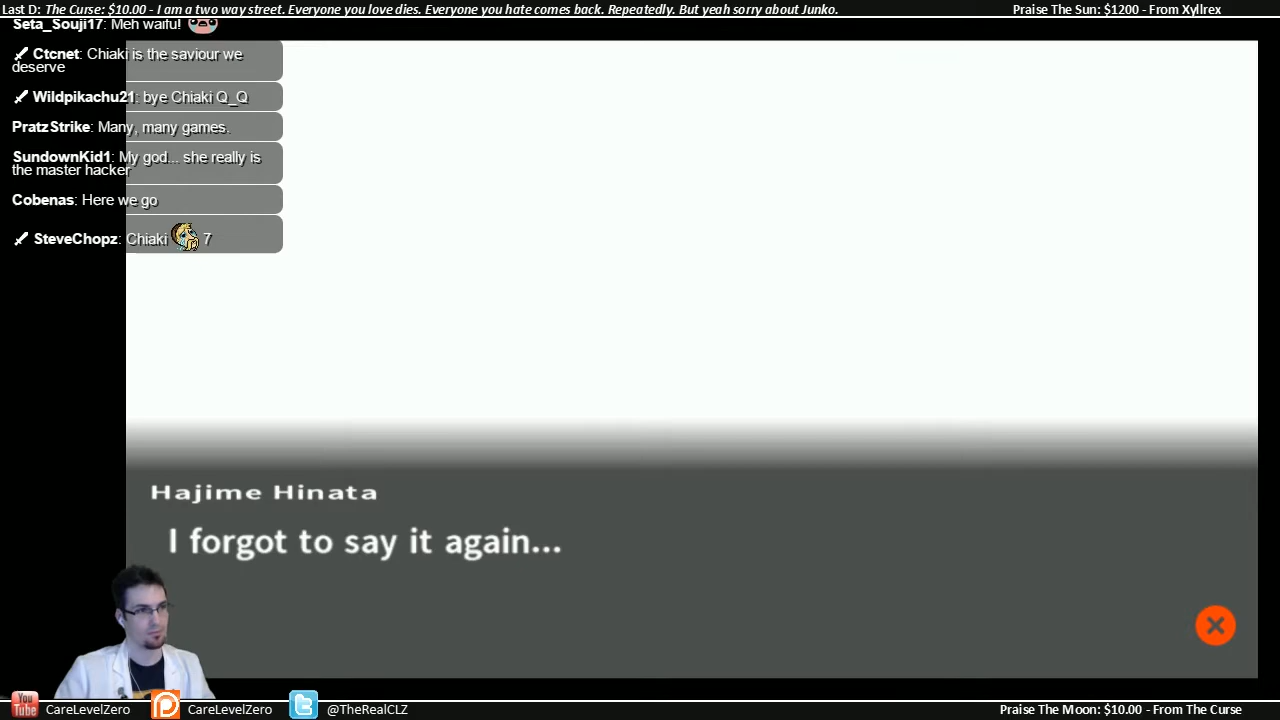 Last D: The Curse: $10.00 - I am a two way street. Everyone you love dies. Everyone you hate comes back. Repeatedly. But yeah sorry about Junko.
Praise The Sun: $1200 - From Xyllrex
Seta_Souji17: Meh waifu!
Ctcnet: Chiaki is the saviour we
deserve
Wildpikachu21: bye Chiaki Q_Q
PratzStrike: Many, many games.
SundownKid1: My god... she really is
the master hacker
Cobenas: Here we go
SteveChopz: Chiaki 7
Hajime Hinata
I forgot to say it again...
You Tube CareLevelZero
CareLevelZero
@TheRealCLZ
Praise The Moon: $10.00 - From The Curse